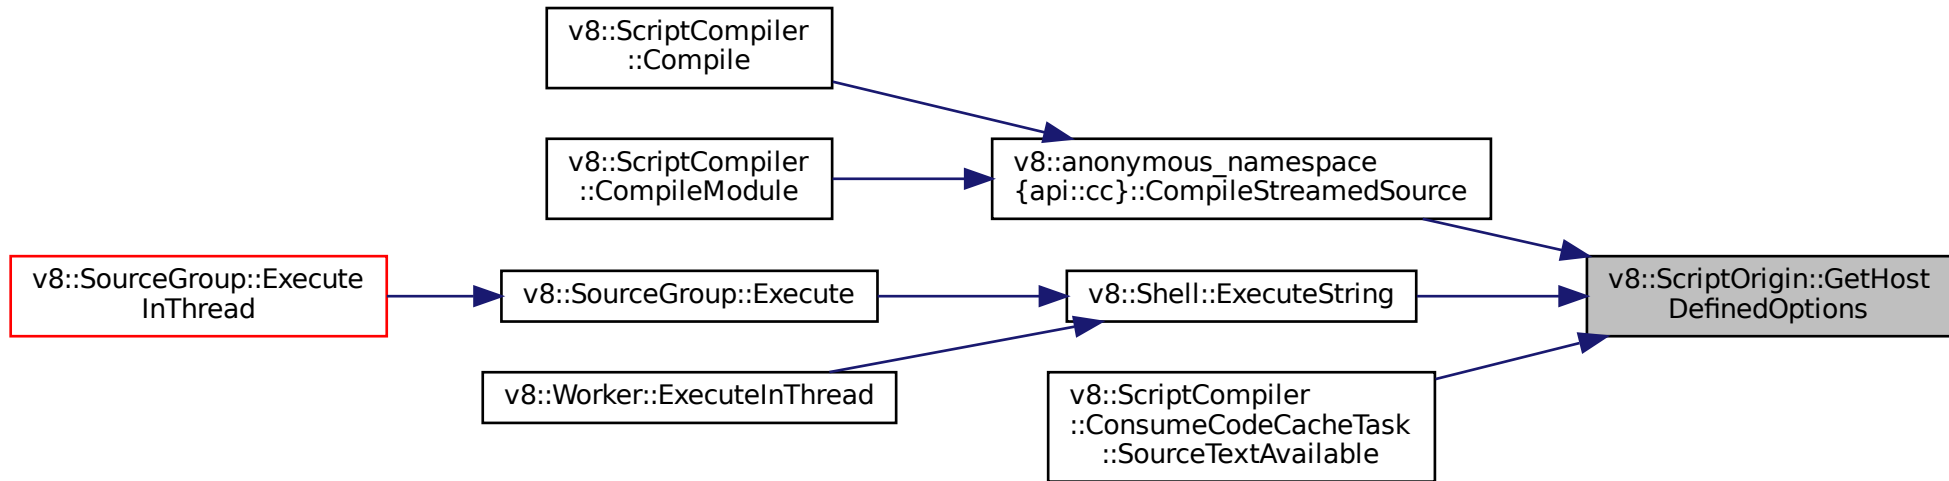 v8::ScriptCompiler
::Compile
v8::ScriptCompiler
::CompileModule
v8::anonymous_namespace
{api::cc}::CompileStreamedSource
v8::SourceGroup::Execute
InThread
v8::SourceGroup::Execute
v8::Shell::ExecuteString
v8::ScriptOrigin::GetHost
DefinedOptions
v8::Worker::ExecuteInThread
v8::ScriptCompiler
::ConsumeCodeCacheTask
::SourceTextAvailable